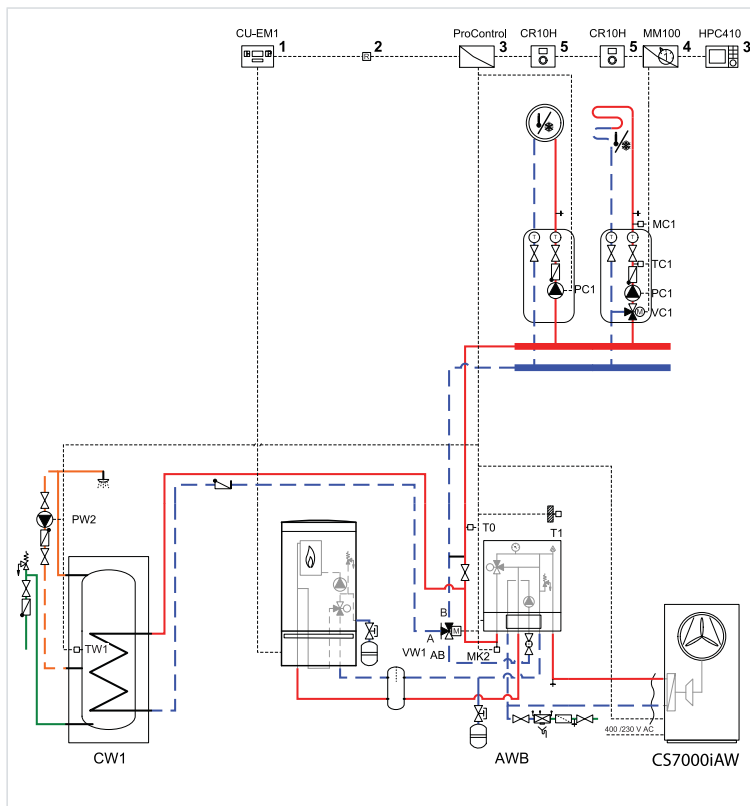 CU-EM1 1
2
R
ProControl 3
CR10H 5
CR10H 5
MM100 4
HPC410 3
T T
T T
MC1
TC1
PC1
PC1
M VC1
PW2
T0
T1
B
A
M
VW1
AB
MK2
TW1
400 /230 V AC
CW1
AWB
CS7000iAW